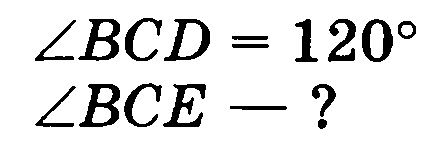 ∠BCD = 120°
∠BCE — ?